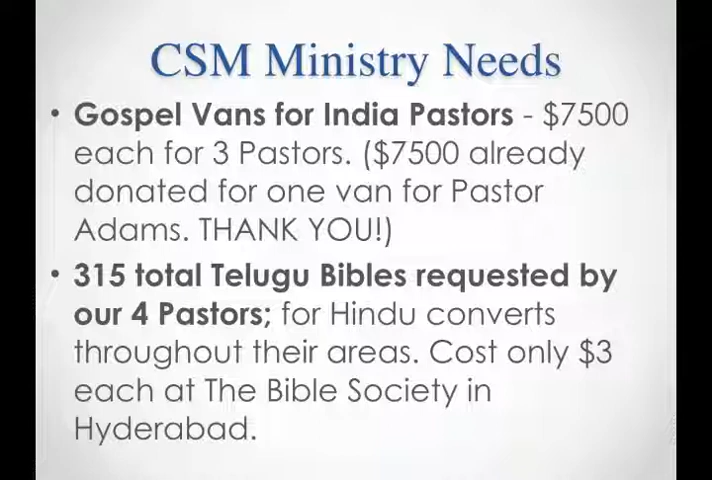 CSM Ministry Needs
• Gospel Vans for India Pastors - $7500
each for 3 Pastors. ($7500 already
donated for one van for Pastor
Adams. THANK YOU!)
• 315 total Telugu Bibles requested by
our 4 Pastors; for Hindu converts
throughout their areas. Cost only $3
each at The Bible Society in
Hyderabad.